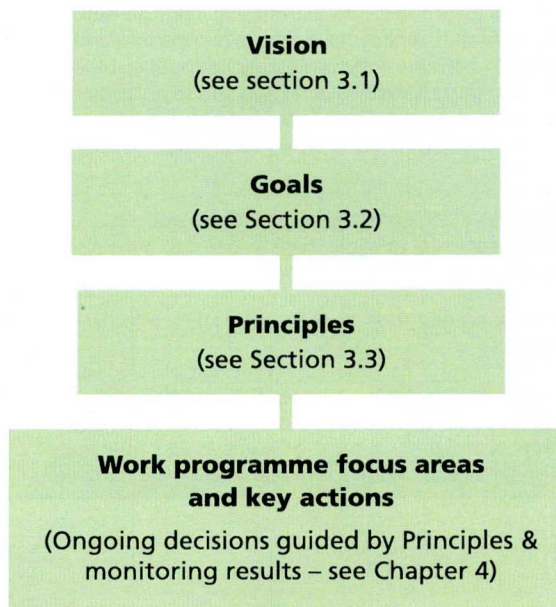 Vision
(see section 3.1)
Goals
(see Section 3.2)
Principles
(see Section 3.3)
Work programme focus areas
and key actions
(Ongoing decisions guided by Principles &
monitoring results – see Chapter 4)